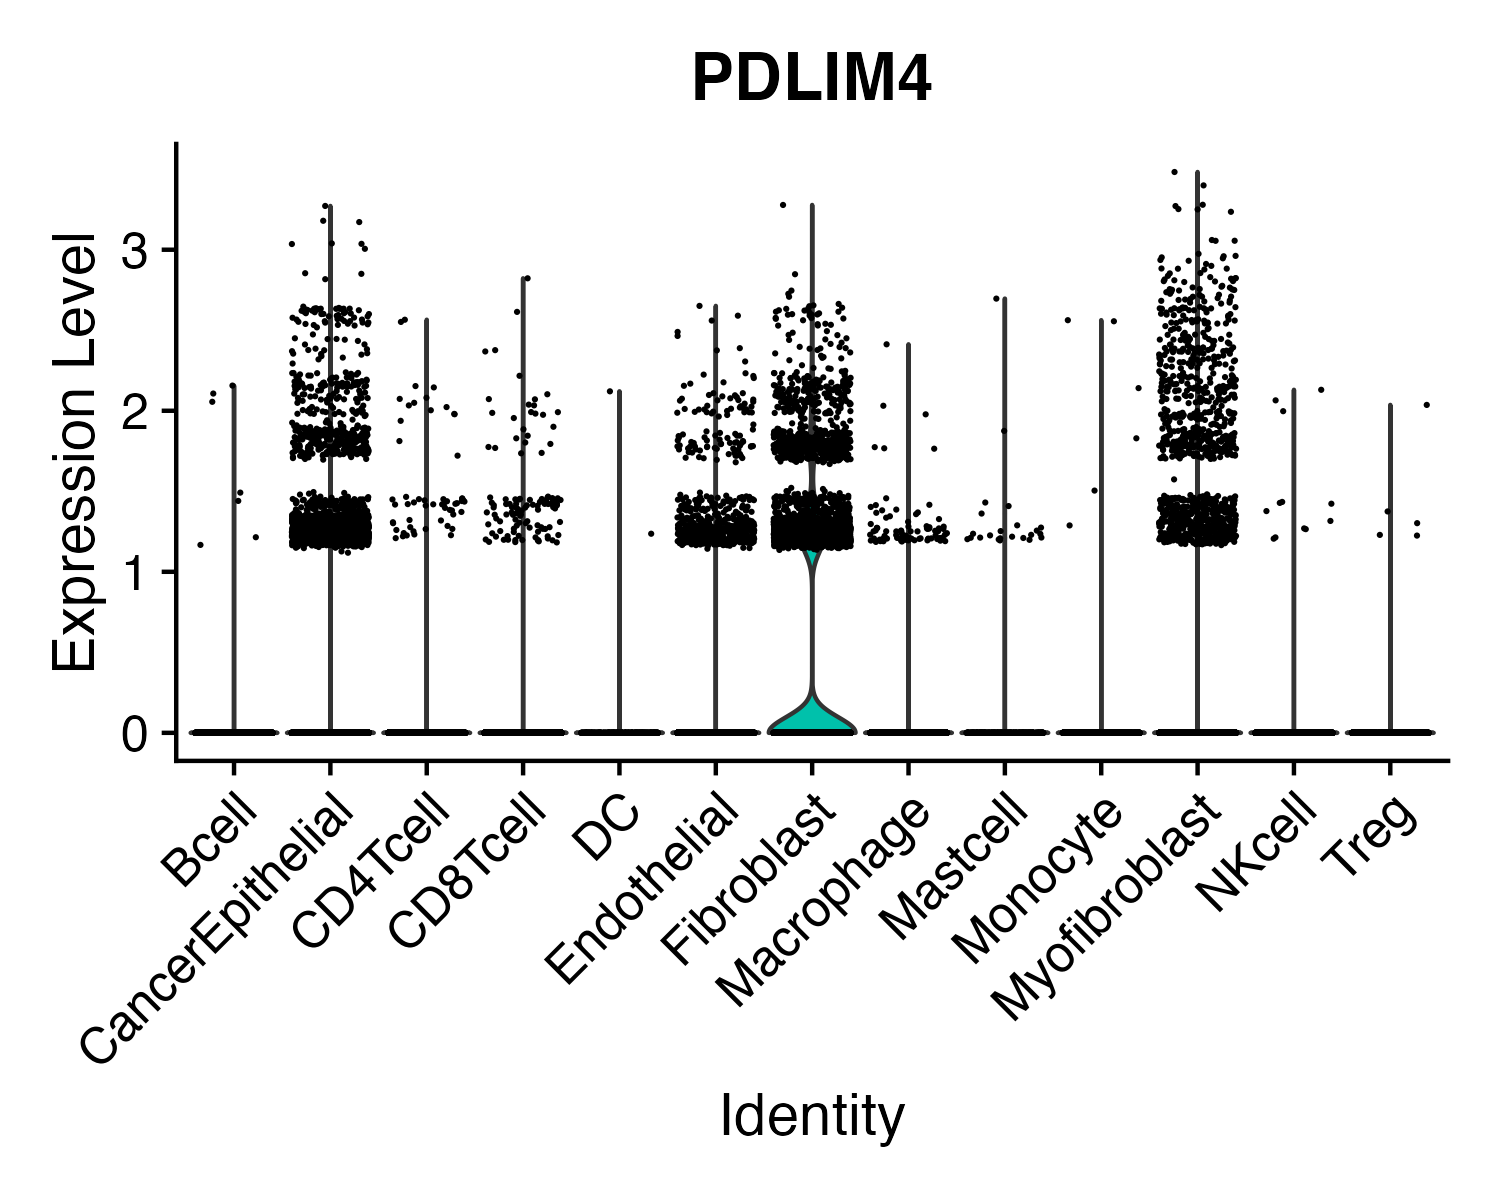 PDLIM4
Expression Level
3
2
1
0
Bcell
CancerEpithelial
CD4Tcell
CD8Tcell
DC
Endothelial
Fibroblast
Macrophage
Mastcell
Monocyte
Myofibroblast
NKcell
Treg
Identity